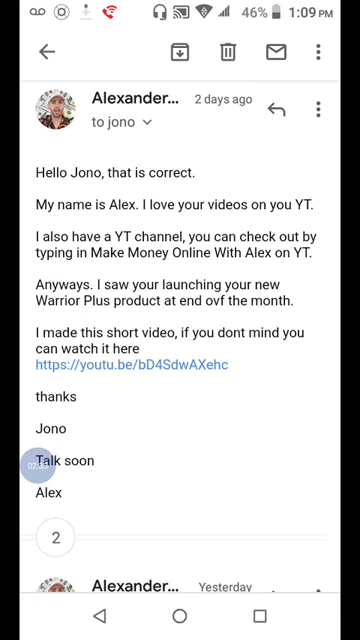 46% 1:09 PM
Alexander... 2 days ago
to jono
Hello Jono, that is correct.
My name is Alex. I love your videos on you YT.
I also have a YT channel, you can check out by
typing in Make Money Online With Alex on YT.
Anyways. I saw your launching your new
Warrior Plus product at end ovf the month.
I made this short video, if you dont mind you
can watch it here
https://youtu.be/bD4SdwAXehc
thanks
Jono
Talk soon
Alex
2
Alexander... Yesterday